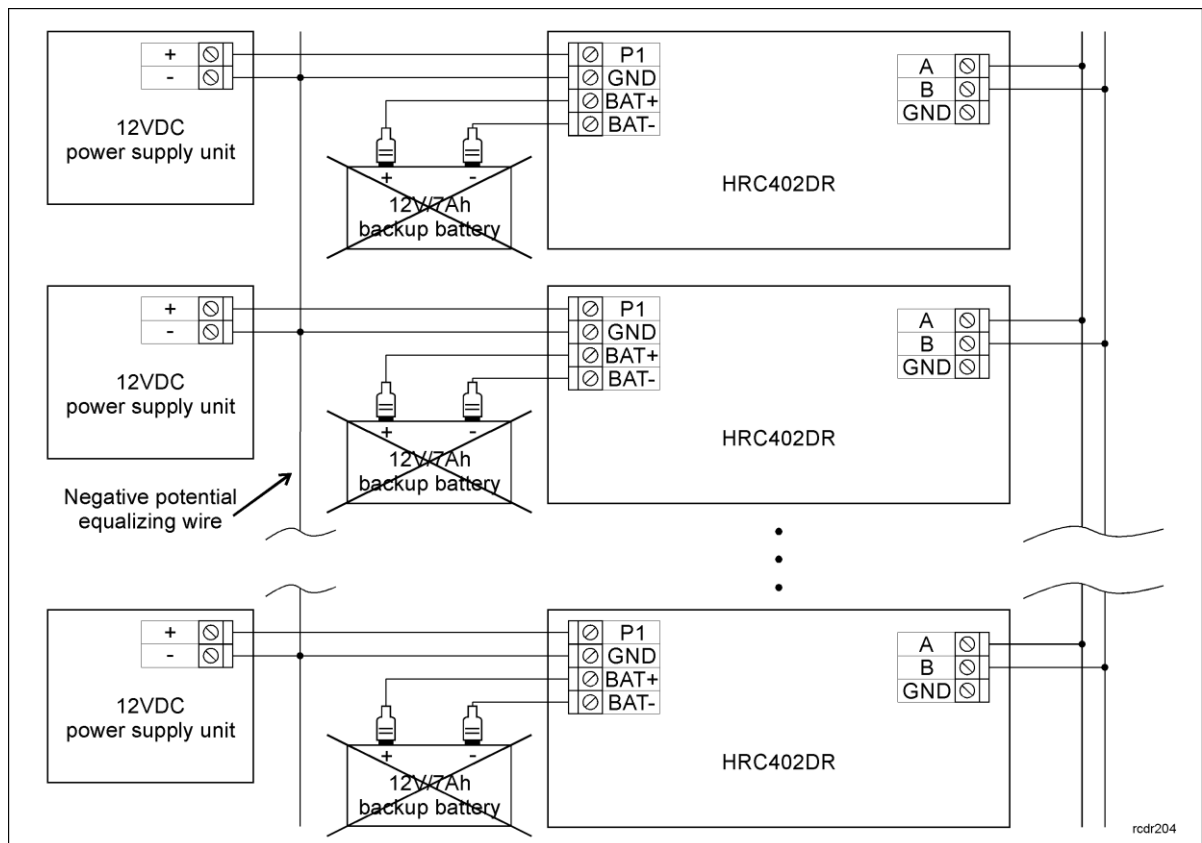 +
-
12VDC
power supply unit
P1
GND
BAT+
BAT-
+ -
12V/7Ah
backup battery
HRC402DR
A
B
GND
+
-
12VDC
power supply unit
P1
GND
BAT+
BAT-
+ -
12V/7Ah
backup battery
HRC402DR
A
B
GND
Negative potential
equalizing wire
+
-
12VDC
power supply unit
P1
GND
BAT+
BAT-
+ -
12V/7Ah
backup battery
HRC402DR
A
B
GND
rcdr204